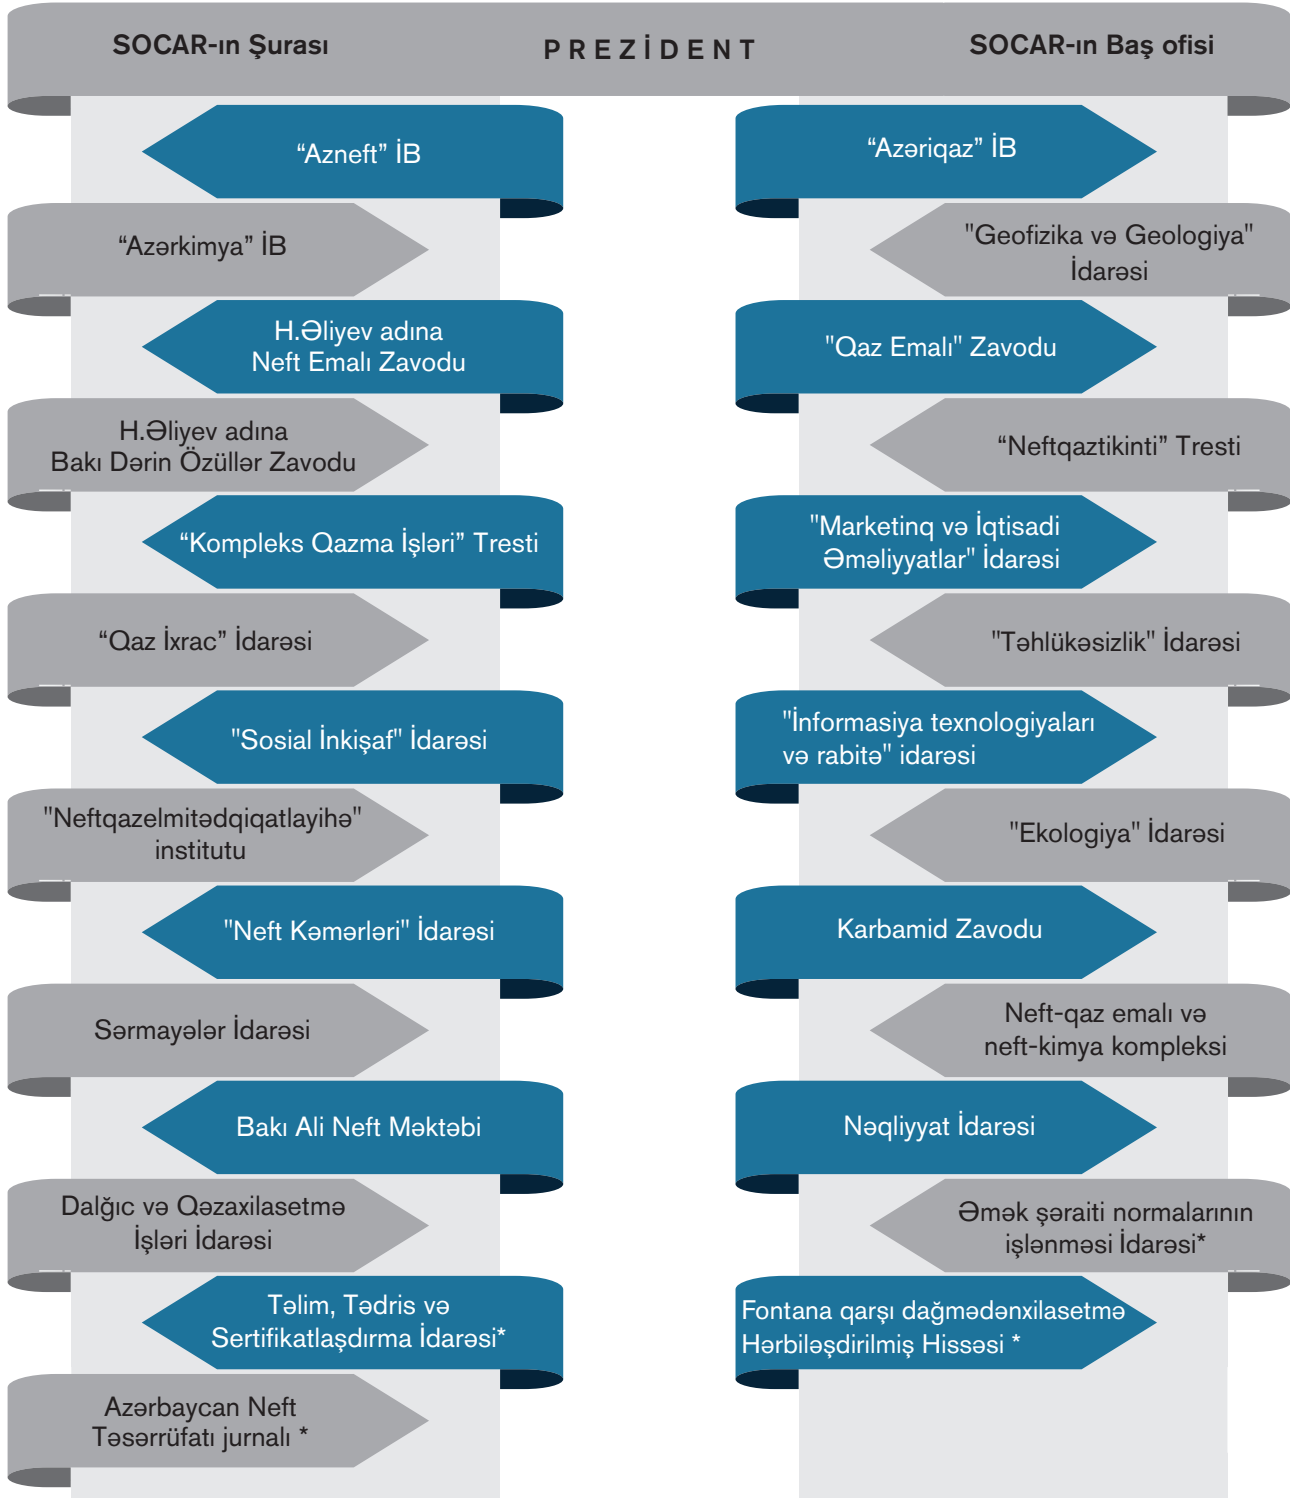 SOCAR-ın Şurası
PREZİDENT
SOCAR-ın Baş ofisi
“Azneft” İB
“Azəriqaz” İB
“Azərkimya” İB
"Geofizika və Geologiya"
İdarəsi
H.Əliyev adına
Neft Emalı Zavodu
"Qaz Emalı" Zavodu
H.Əliyev adına
Bakı Dərin Özüllər Zavodu
“Neftqaztikinti” Tresti
“Kompleks Qazma İşləri” Tresti
"Marketinq və İqtisadi
Əməliyyatlar" İdarəsi
“Qaz İxrac” İdarəsi
"Təhlükəsizlik" İdarəsi
"Sosial İnkişaf" İdarəsi
"İnformasiya texnologiyaları
və rabitə" idarəsi
"Neftqazelmitədqiqatlayihə"
institutu
"Ekologiya" İdarəsi
"Neft Kəmərləri" İdarəsi
Karbamid Zavodu
Sərmayələr İdarəsi
Neft-qaz emalı və
neft-kimya kompleksi
Bakı Ali Neft Məktəbi
Nəqliyyat İdarəsi
Dalğıc və Qəzaxilasetmə
İşləri İdarəsi
Əmək şəraiti normalarının
işlənməsi İdarəsi*
Təlim, Tədris və
Sertifikatlaşdırma İdarəsi*
Fontana qarşı dağmədənxilasetmə
Hərbiləşdirilmiş Hissəsi *
Azərbaycan Neft
Təsərrüfatı jurnalı *